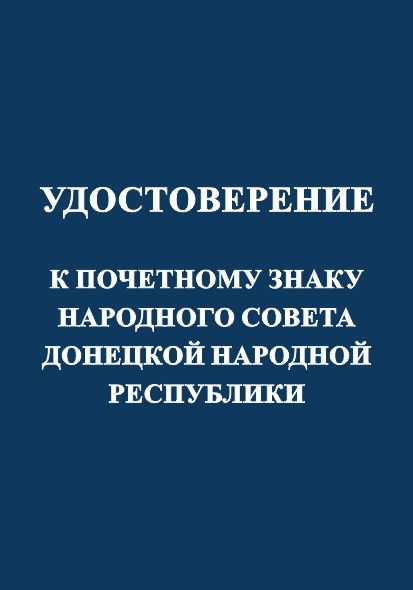 УДОСТОВЕРЕНИЕ
К ПОЧЕТНОМУ ЗНАКУ
НАРОДНОГО СОВЕТА
ДОНЕЦКОЙ НАРОДНОЙ
РЕСПУБЛИКИ